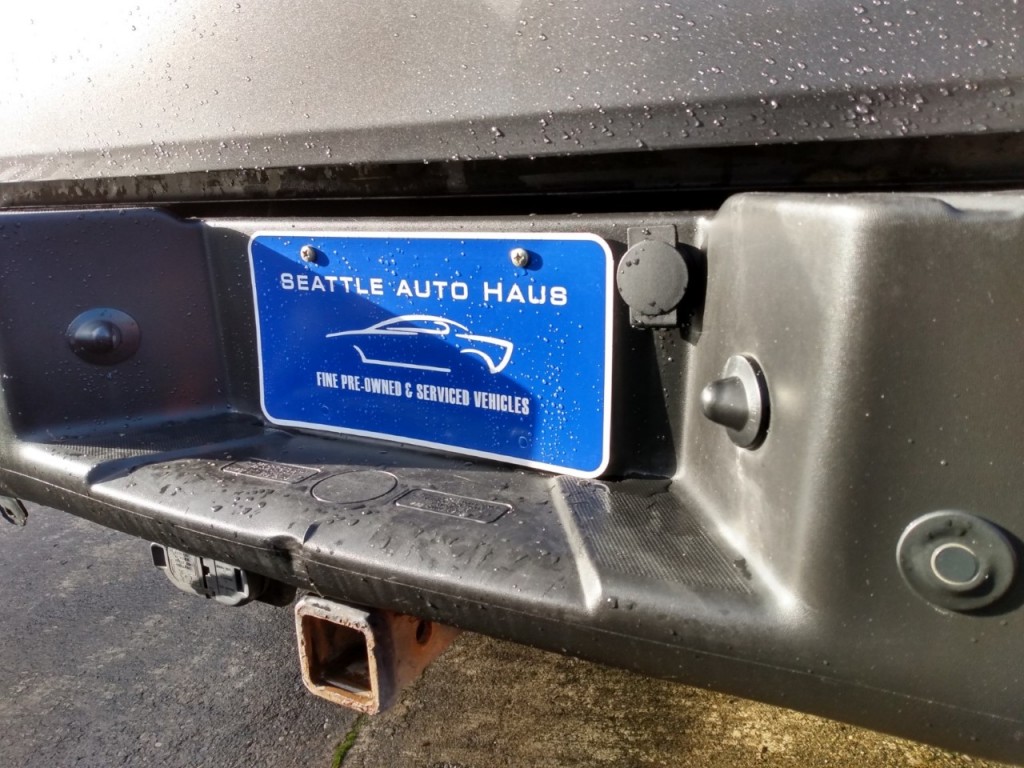 SEATTLE AUTO HAUS
FINE PRE-OWNED & SERVICED VEHICLES